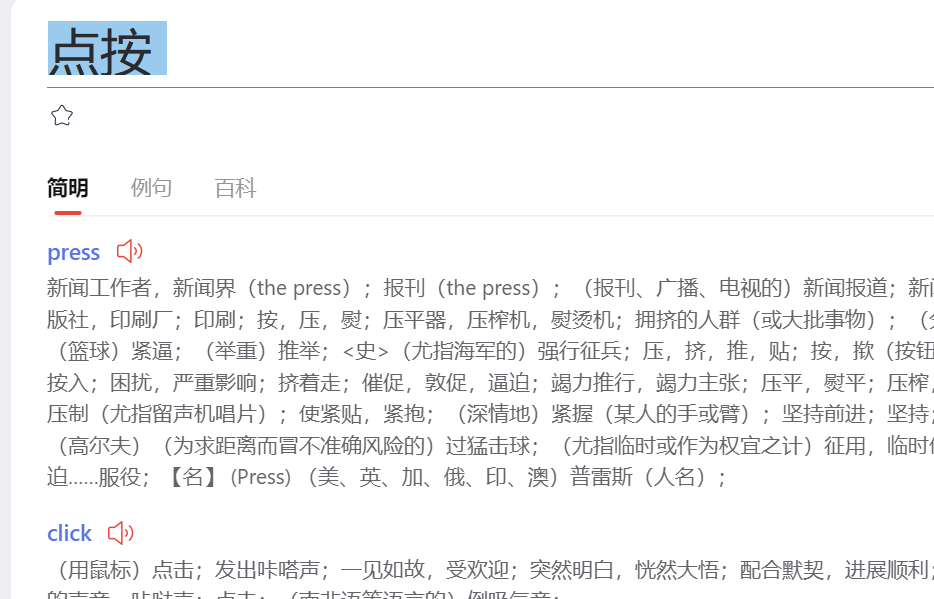 点按
简明 例句 百科
press
新闻工作者，新闻界（the press）；报刊（the press）；（报刊、广播、电视的）新闻报道；新
版社，印刷厂；印刷；按，压，熨；压平器，压榨机，熨烫机；拥挤的人群（或大批事物）；（
（篮球）紧逼；（举重）推举；<史>（尤指海军的）强行征兵；压，挤，推，贴；按，揿（按钮
按入；困扰，严重影响；挤着走；催促，敦促，逼迫；竭力推行，竭力主张；压平，熨平；压榨，
压制（尤指留声机唱片）；使紧贴，紧抱；（深情地）紧握（某人的手或臂）；坚持前进；坚持；
（高尔夫）（为求距离而冒不准确风险的）过猛击球；（尤指临时或作为权宜之计）征用，临时
迫……服役；【名】 (Press) （美、英、加、俄、印、澳）普雷斯（人名）；
click
（用鼠标）点击；发出咔嗒声；一见如故，受欢迎；突然明白，恍然大悟；配合默契，进展顺利；